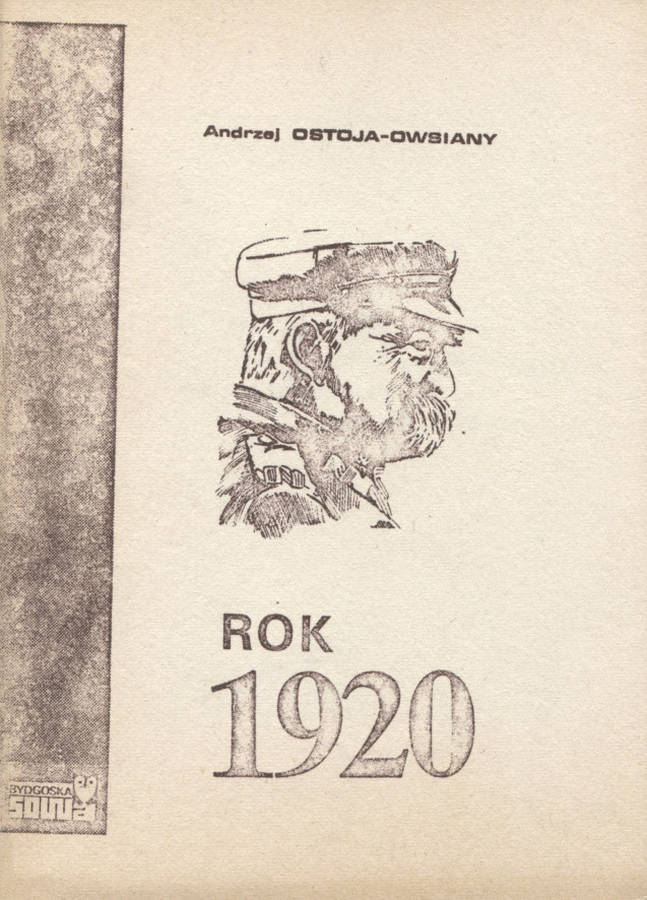 Andrzej OSTOJA-OWSIANY
ROK
1920
BYDGOSKA
SOWA